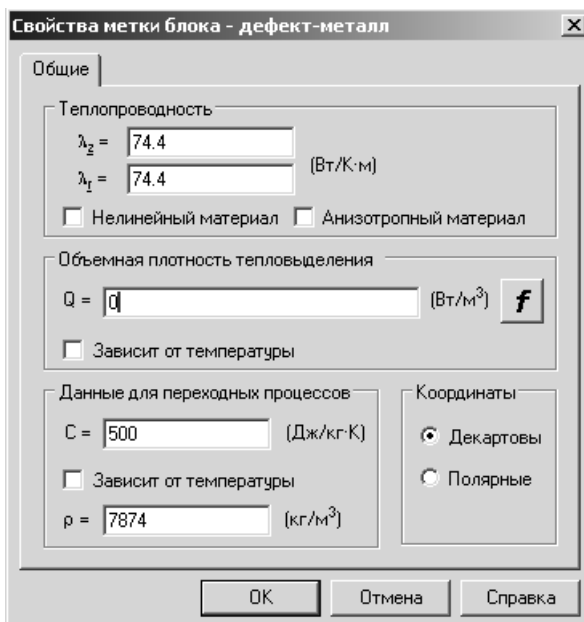 Свойства метки блока - дефект-металл
Общие
Теплопроводность
λz = 74.4
λr = 74.4
(Вт/К·м)
Нелинейный материал Анизотропный материал
Объемная плотность тепловыделения
Q = 0 (Вт/м³) f
Зависит от температуры
Данные для переходных процессов
C = 500 (Дж/кг·К)
Зависит от температуры
ρ = 7874 (кг/м³)
Координаты
Декартовы
Полярные
ОК Отмена Справка